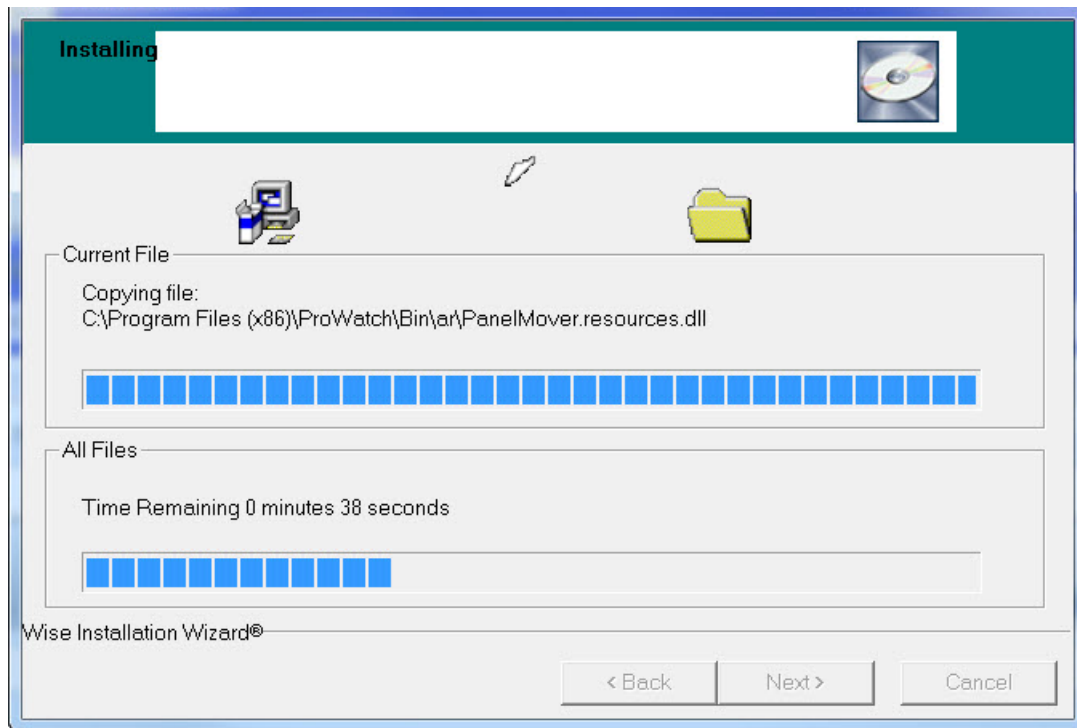 Installing
Current File
Copying file:
C:\Program Files (x86)\ProWatch\Bin\ar\PanelMover.resources.dll
All Files
Time Remaining 0 minutes 38 seconds
Wise Installation Wizard®
< Back
Next >
Cancel